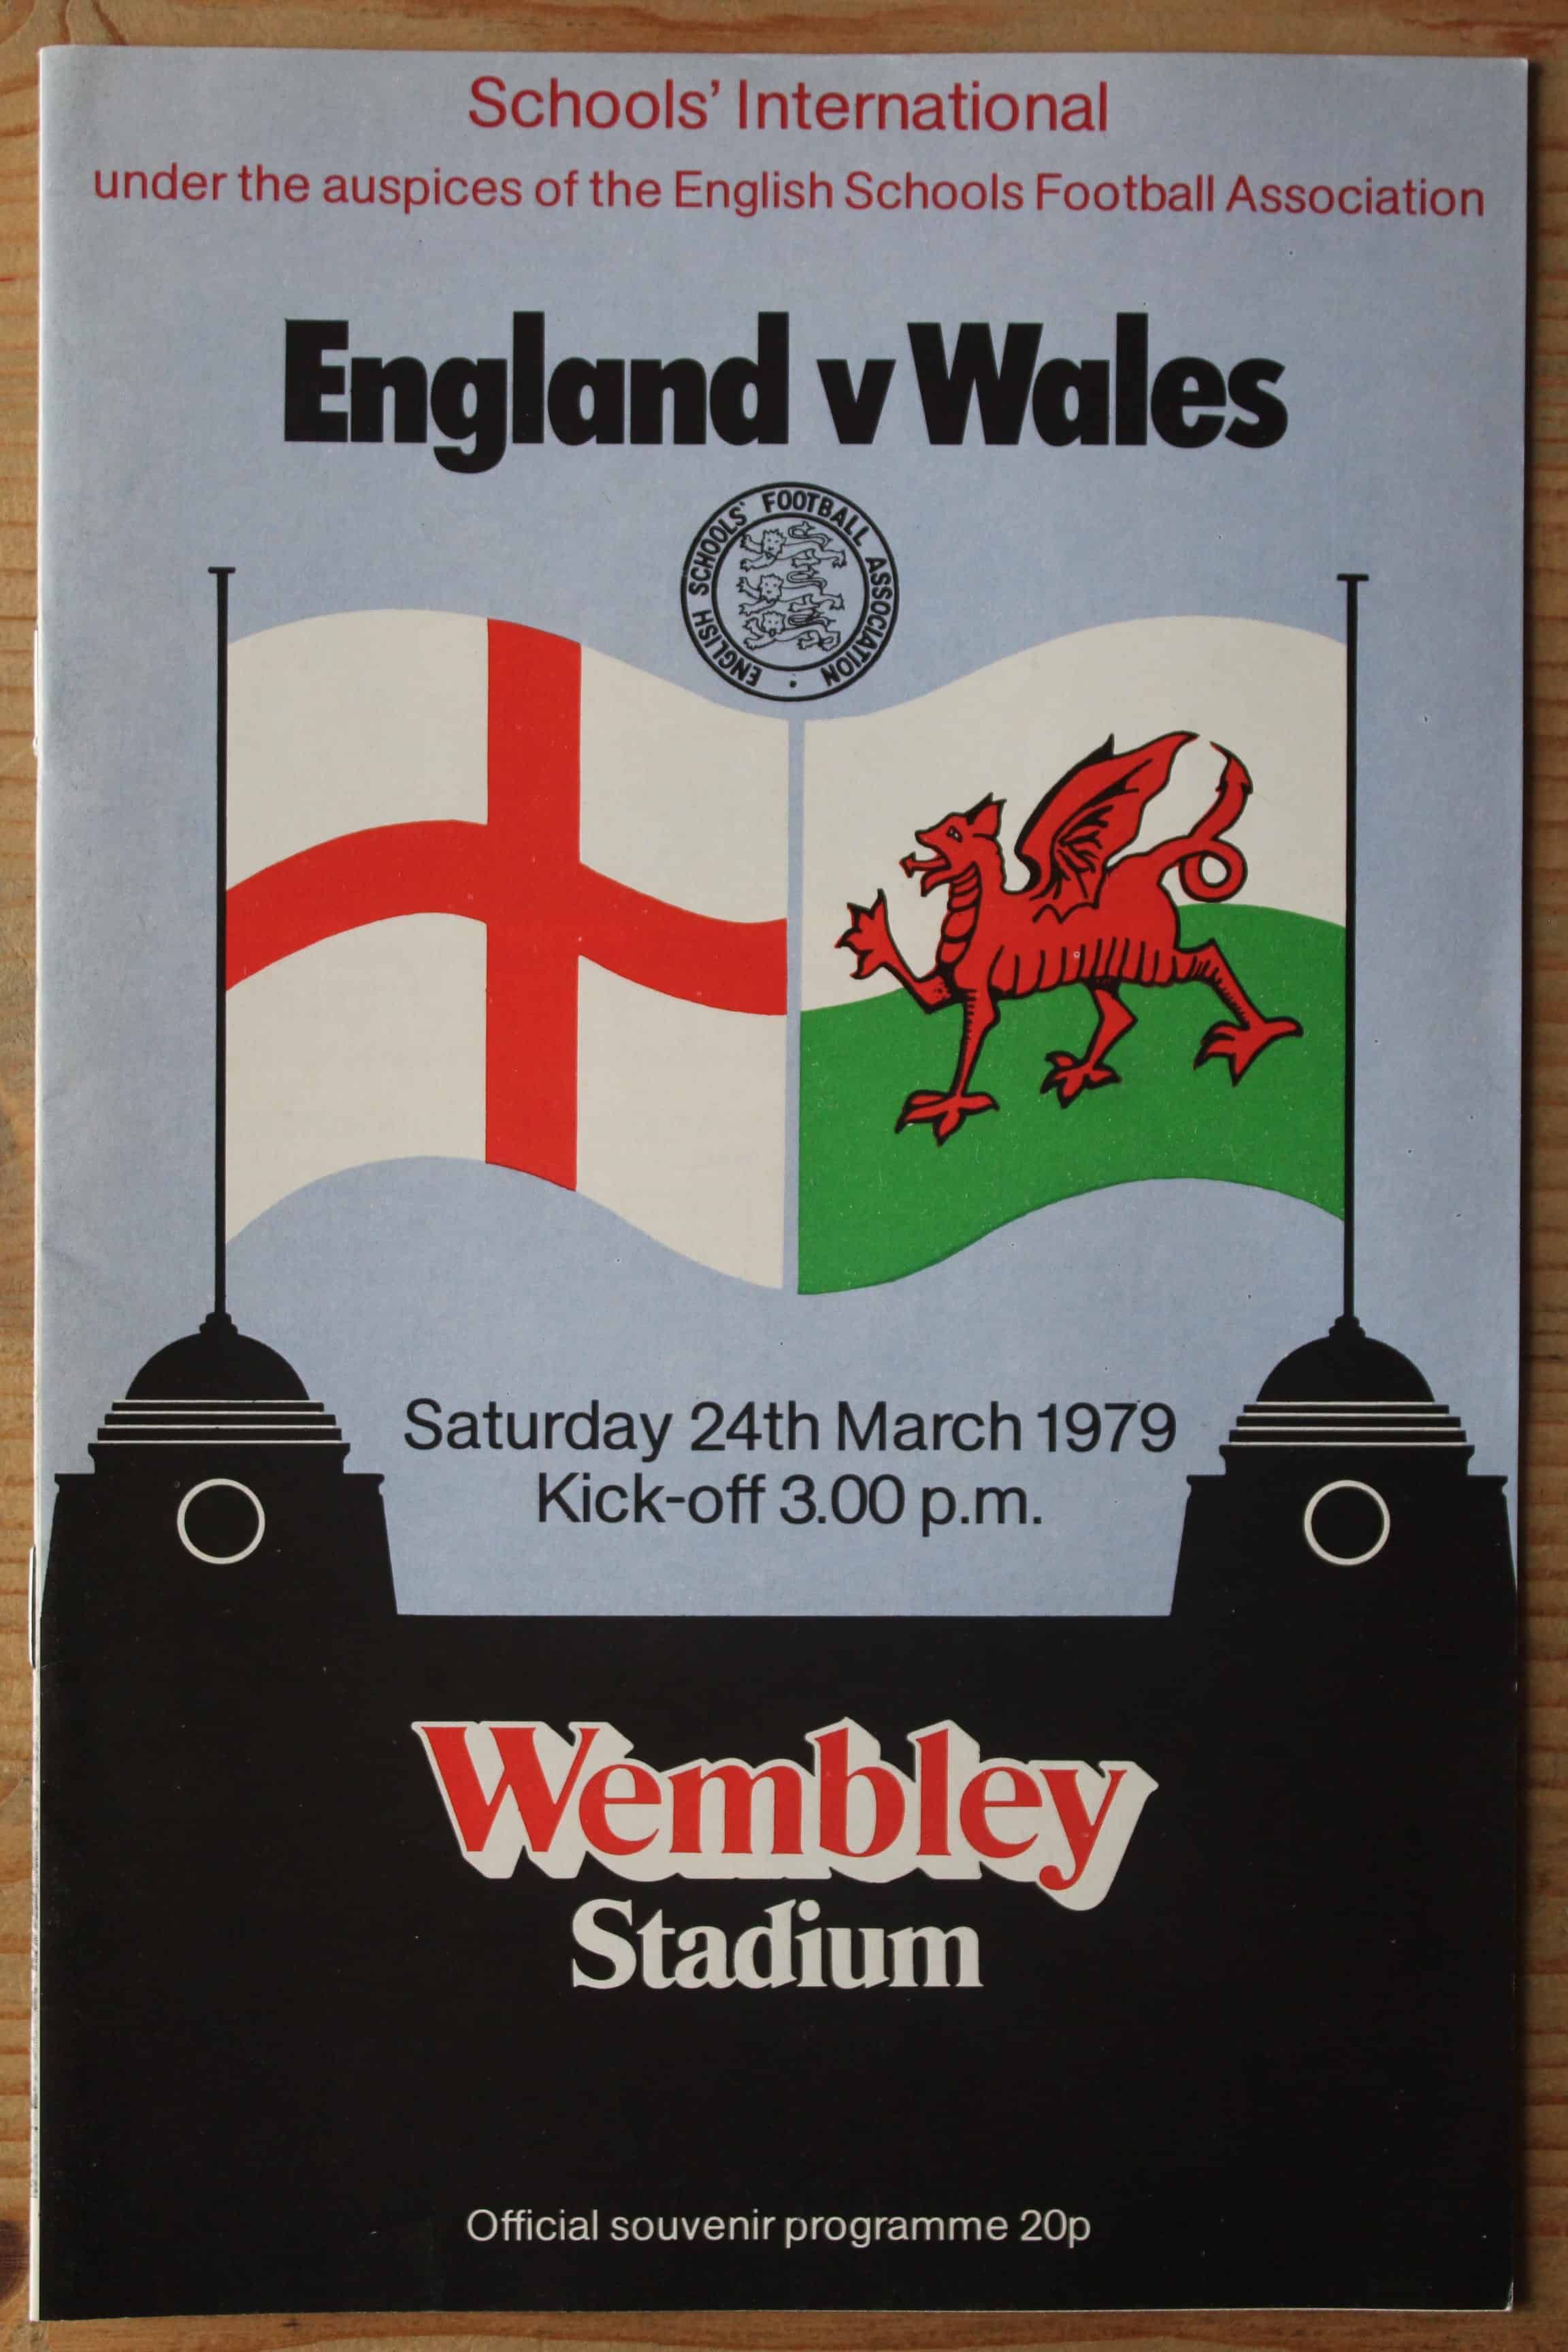 Schools' International
under the auspices of the English Schools Football Association
England v Wales
ENGLISH SCHOOLS' FOOTBALL ASSOCIATION •
Saturday 24th March 1979
Kick-off 3.00 p.m.
Wembley
Stadium
Official souvenir programme 20p